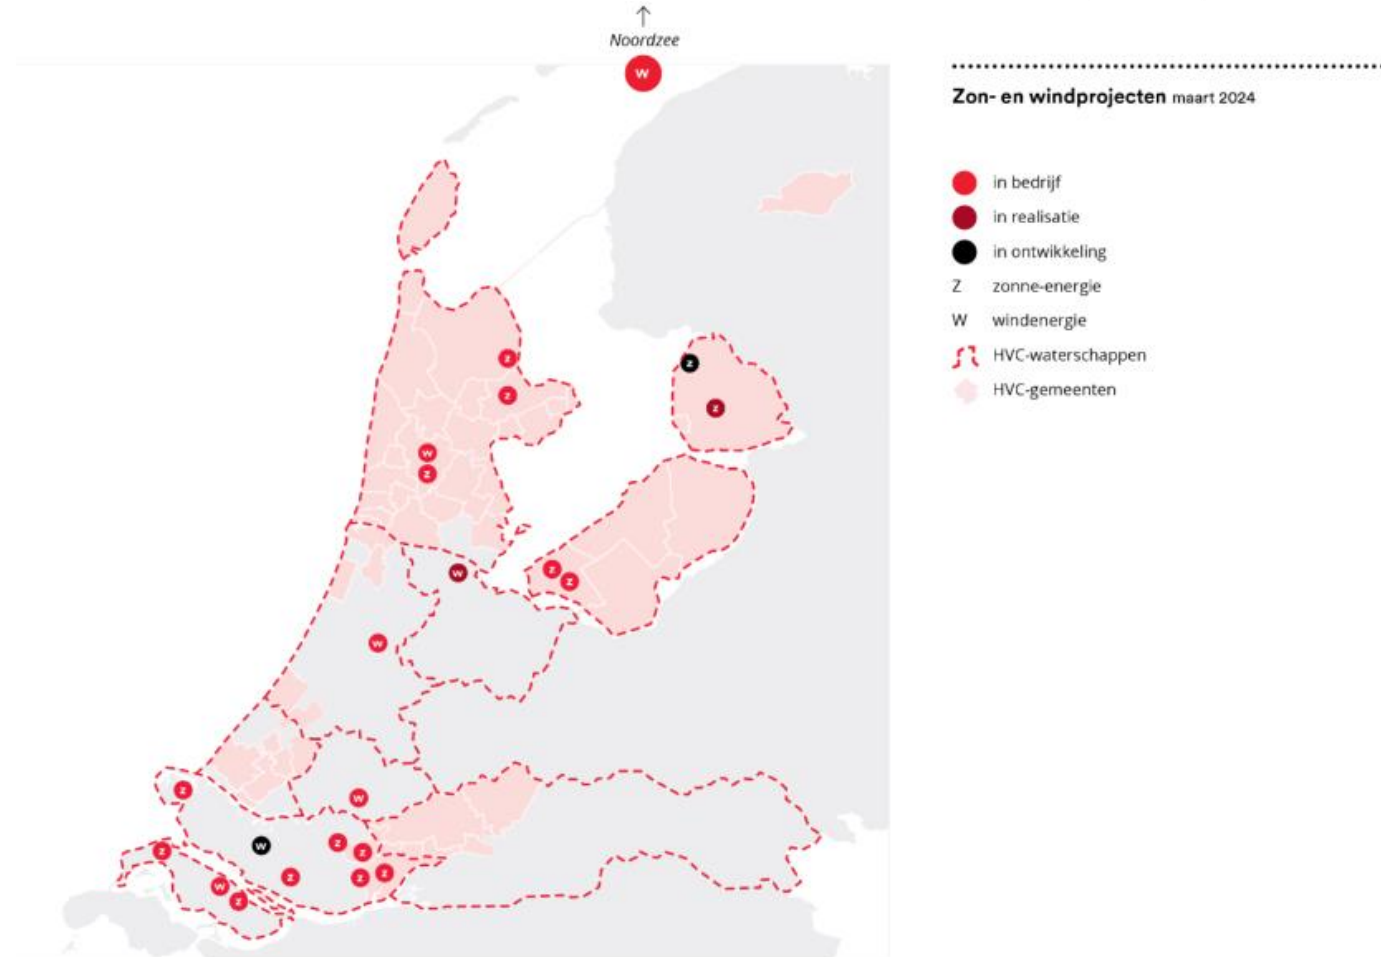 Noordzee
W
Zon- en windprojecten maart 2024
in bedrijf
in realisatie
in ontwikkeling
Z zonne-energie
W windenergie
HVC-waterschappen
HVC-gemeenten
Z
Z
Z
Z
W
Z
Z
Z
W
W
Z
W
Z
W
Z
Z
Z
Z
Z
W
Z